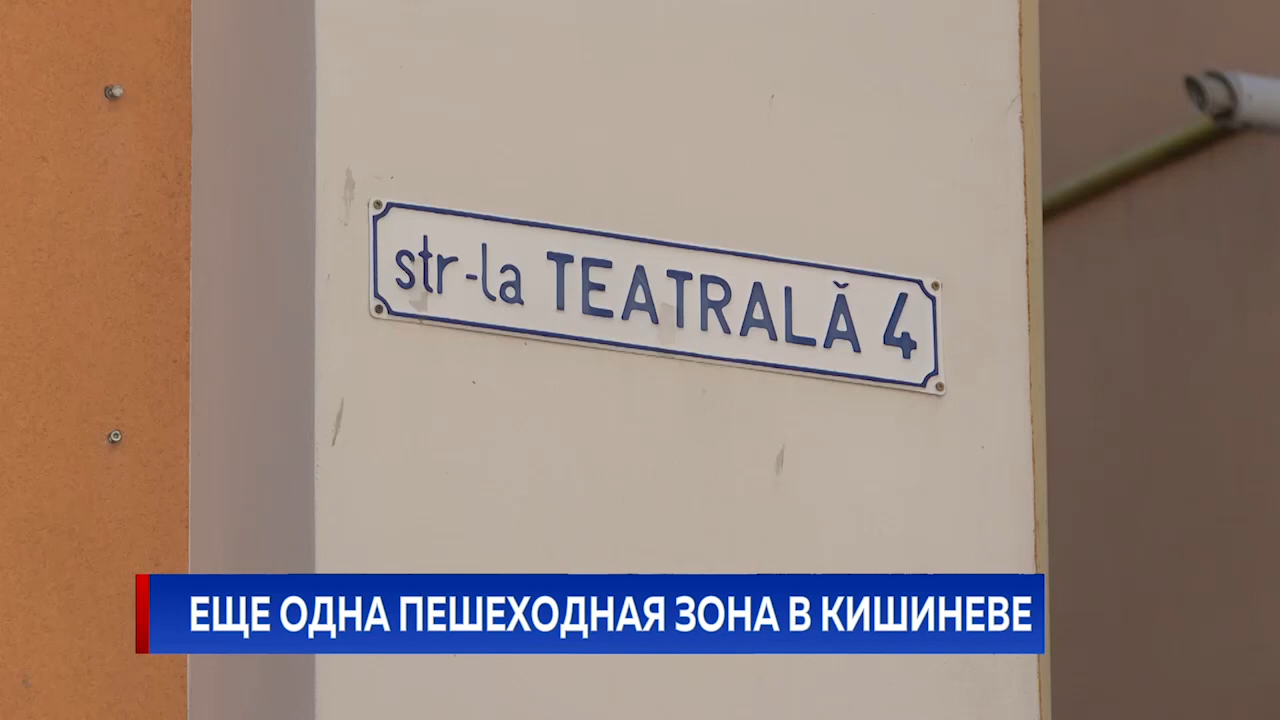 str-la TEATRALĂ 4
ЕЩЕ ОДНА ПЕШЕХОДНАЯ ЗОНА В КИШИНЕВЕ